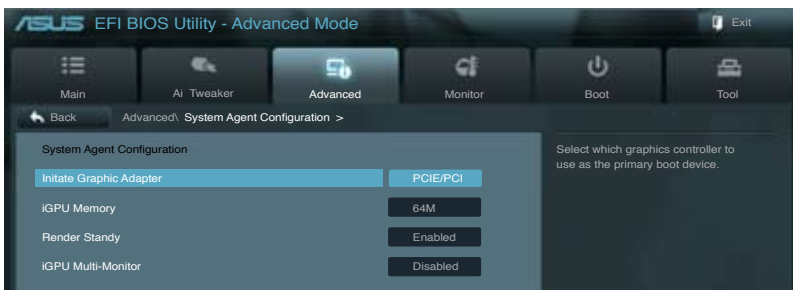 ASUS EFI BIOS Utility - Advanced Mode Exit
Main Ai Tweaker Advanced Monitor Boot Tool
Back Advanced\ System Agent Configuration >
System Agent Configuration
Select which graphics controller to
use as the primary boot device.
Initate Graphic Adapter PCIE/PCI
iGPU Memory 64M
Render Standy Enabled
iGPU Multi-Monitor Disabled